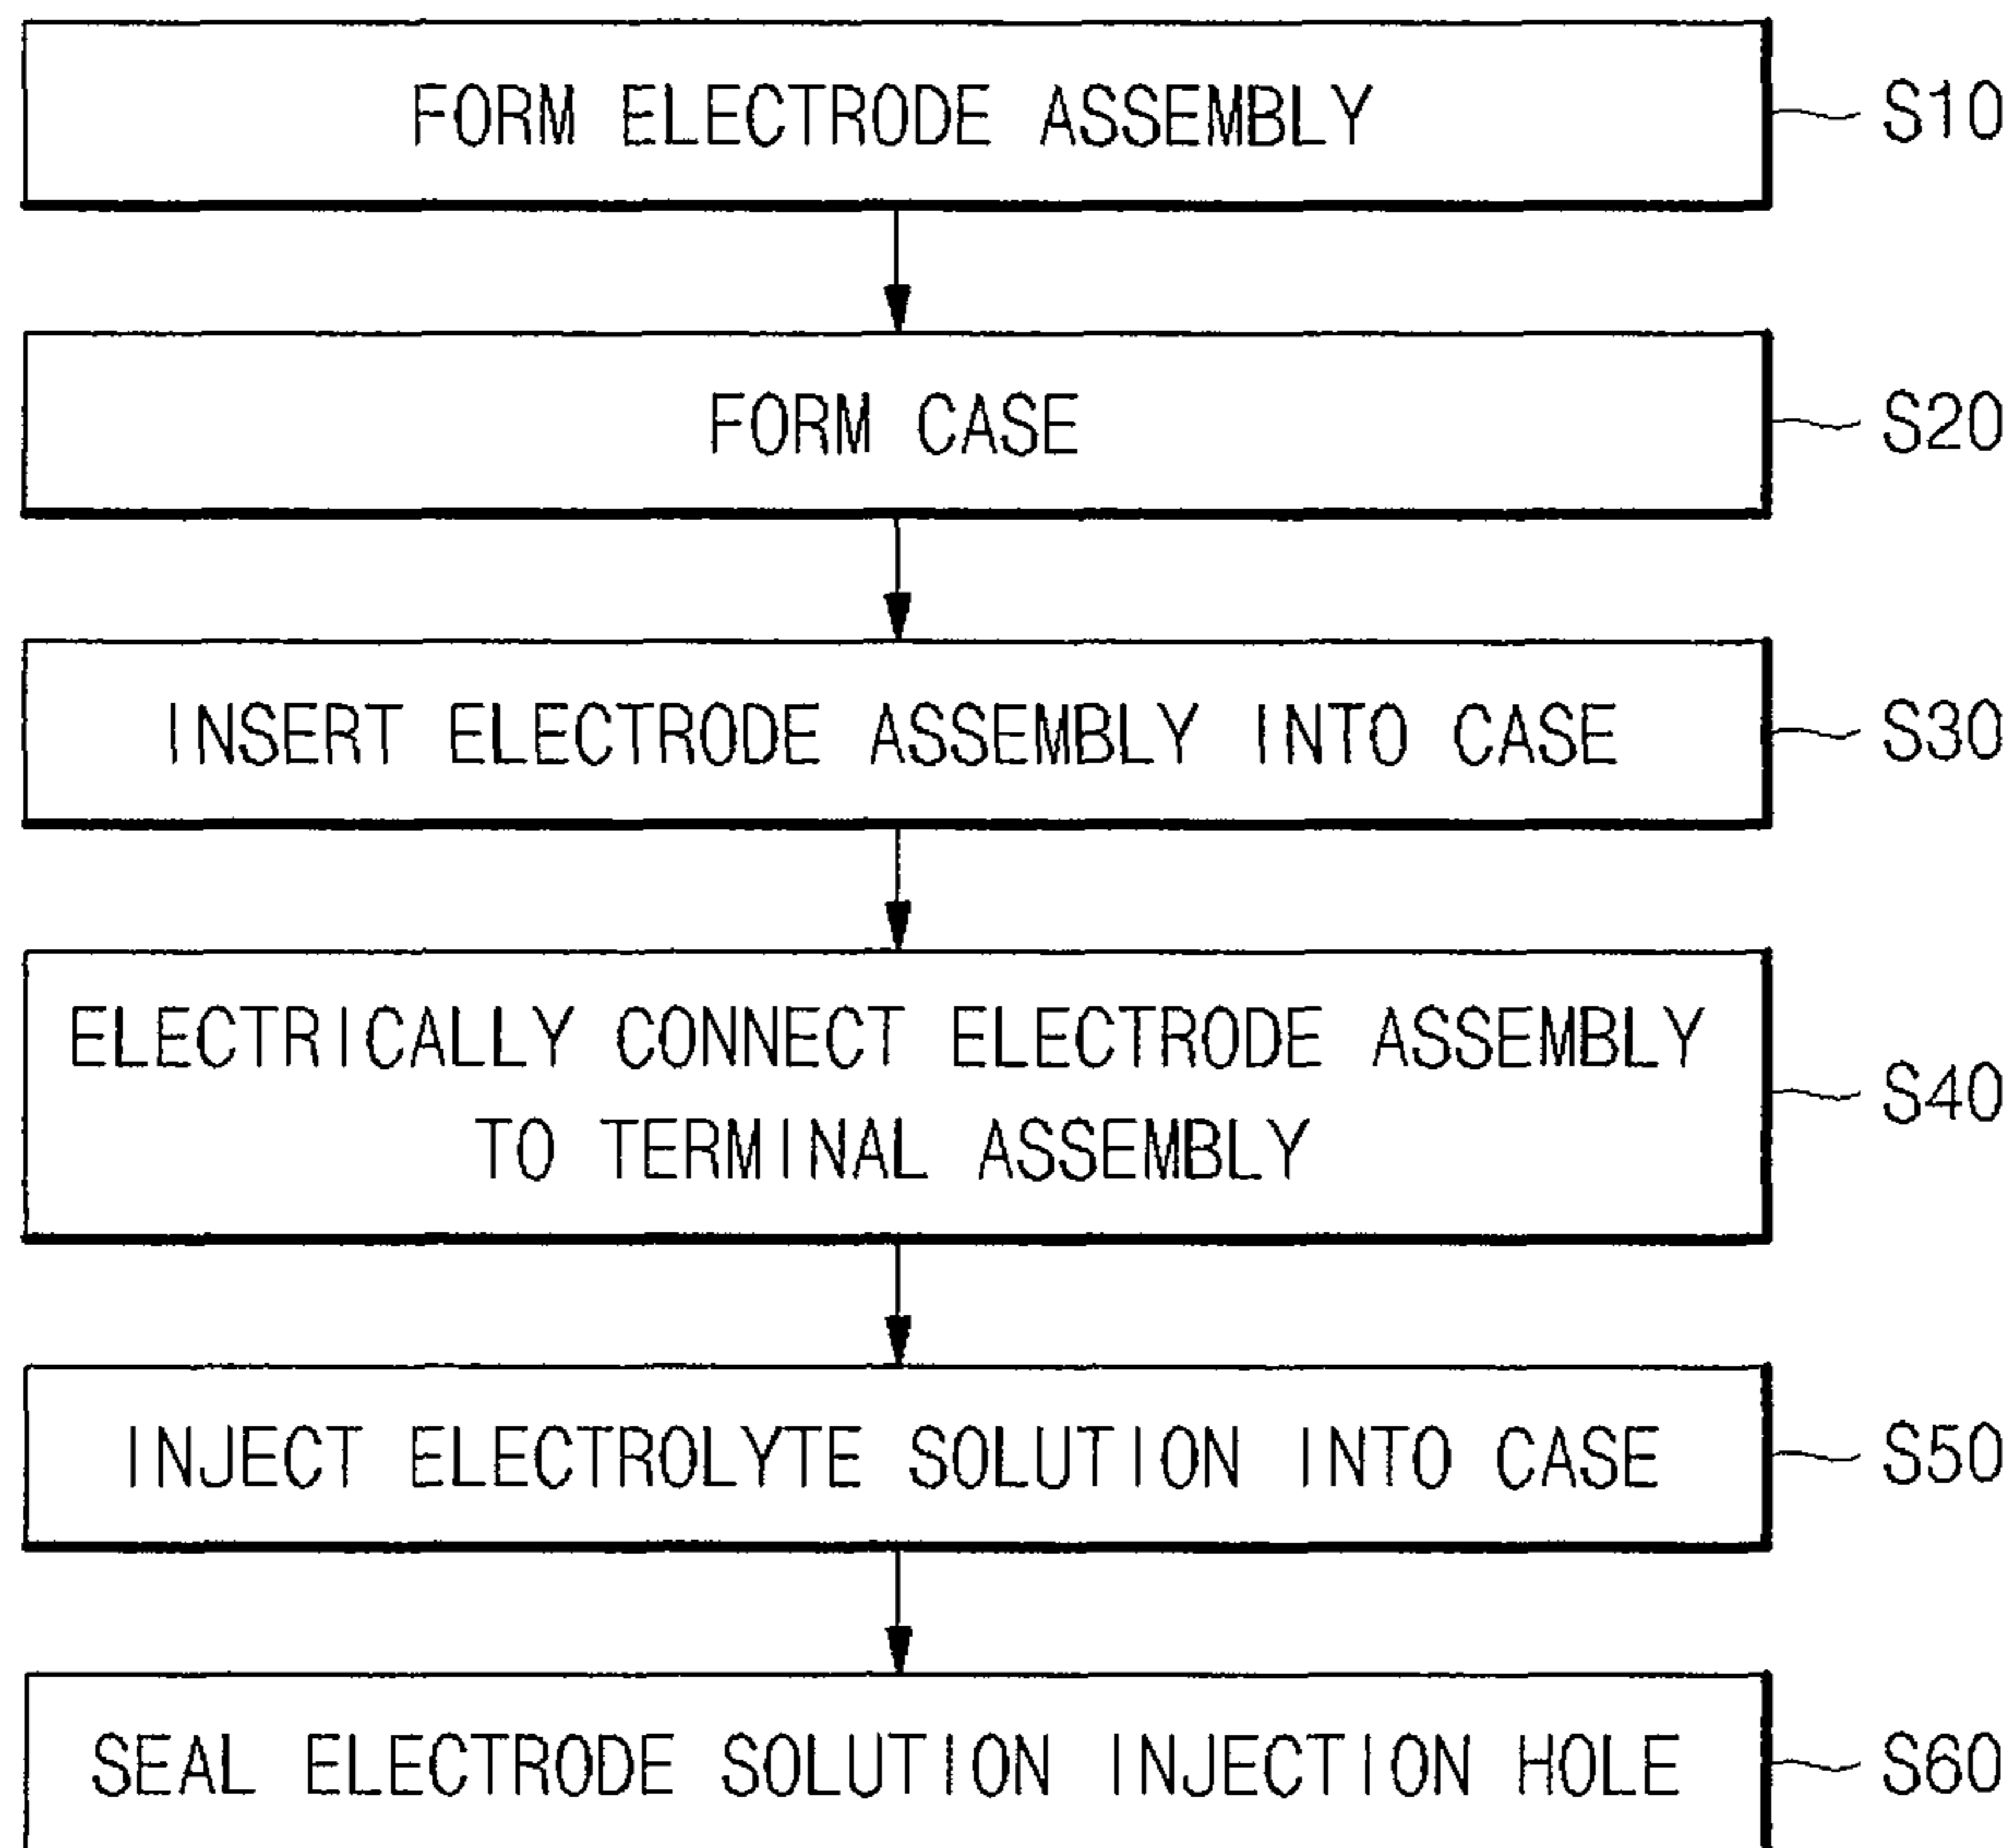 FORM ELECTRODE ASSEMBLY
S10
FORM CASE
S20
INSERT ELECTRODE ASSEMBLY INTO CASE
S30
ELECTRICALLY CONNECT ELECTRODE ASSEMBLY
TO TERMINAL ASSEMBLY
S40
INJECT ELECTROLYTE SOLUTION INTO CASE
S50
SEAL ELECTRODE SOLUTION INJECTION HOLE
S60